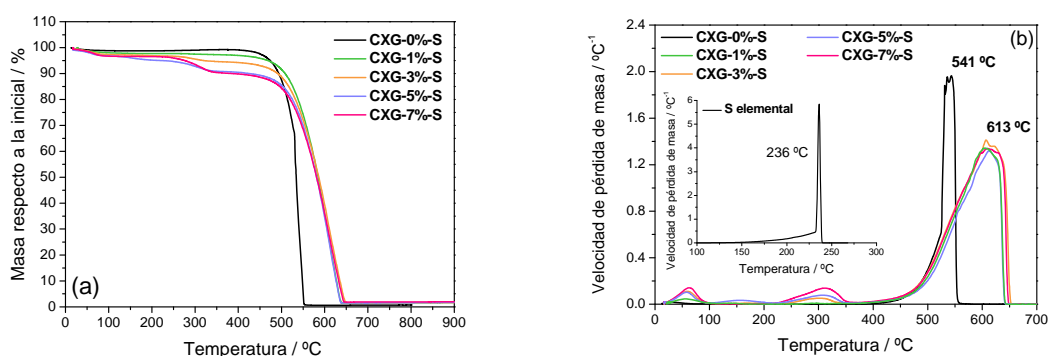 110
100
90
80
70
60
50
40
30
20
10
0
Masa respecto a la inicial / %
CXG-0%-S
CXG-1%-S
CXG-3%-S
CXG-5%-S
CXG-7%-S
(a)
0 100 200 300 400 500 600 700 800 900
Temperatura / ºC
2.4
2.0
1.6
1.2
0.8
0.4
0.0
Velocidad de pérdida de masa / ºC-1
CXG-0%-S
CXG-1%-S
CXG-3%-S
CXG-5%-S
CXG-7%-S
(b)
541 ºC
613 ºC
6
5
4
3
2
1
0
Velocidad de pérdida de masa / ºC-1
S elemental
236 ºC
100 150 200 250 300
Temperatura / ºC
0 100 200 300 400 500 600 700
Temperatura / ºC